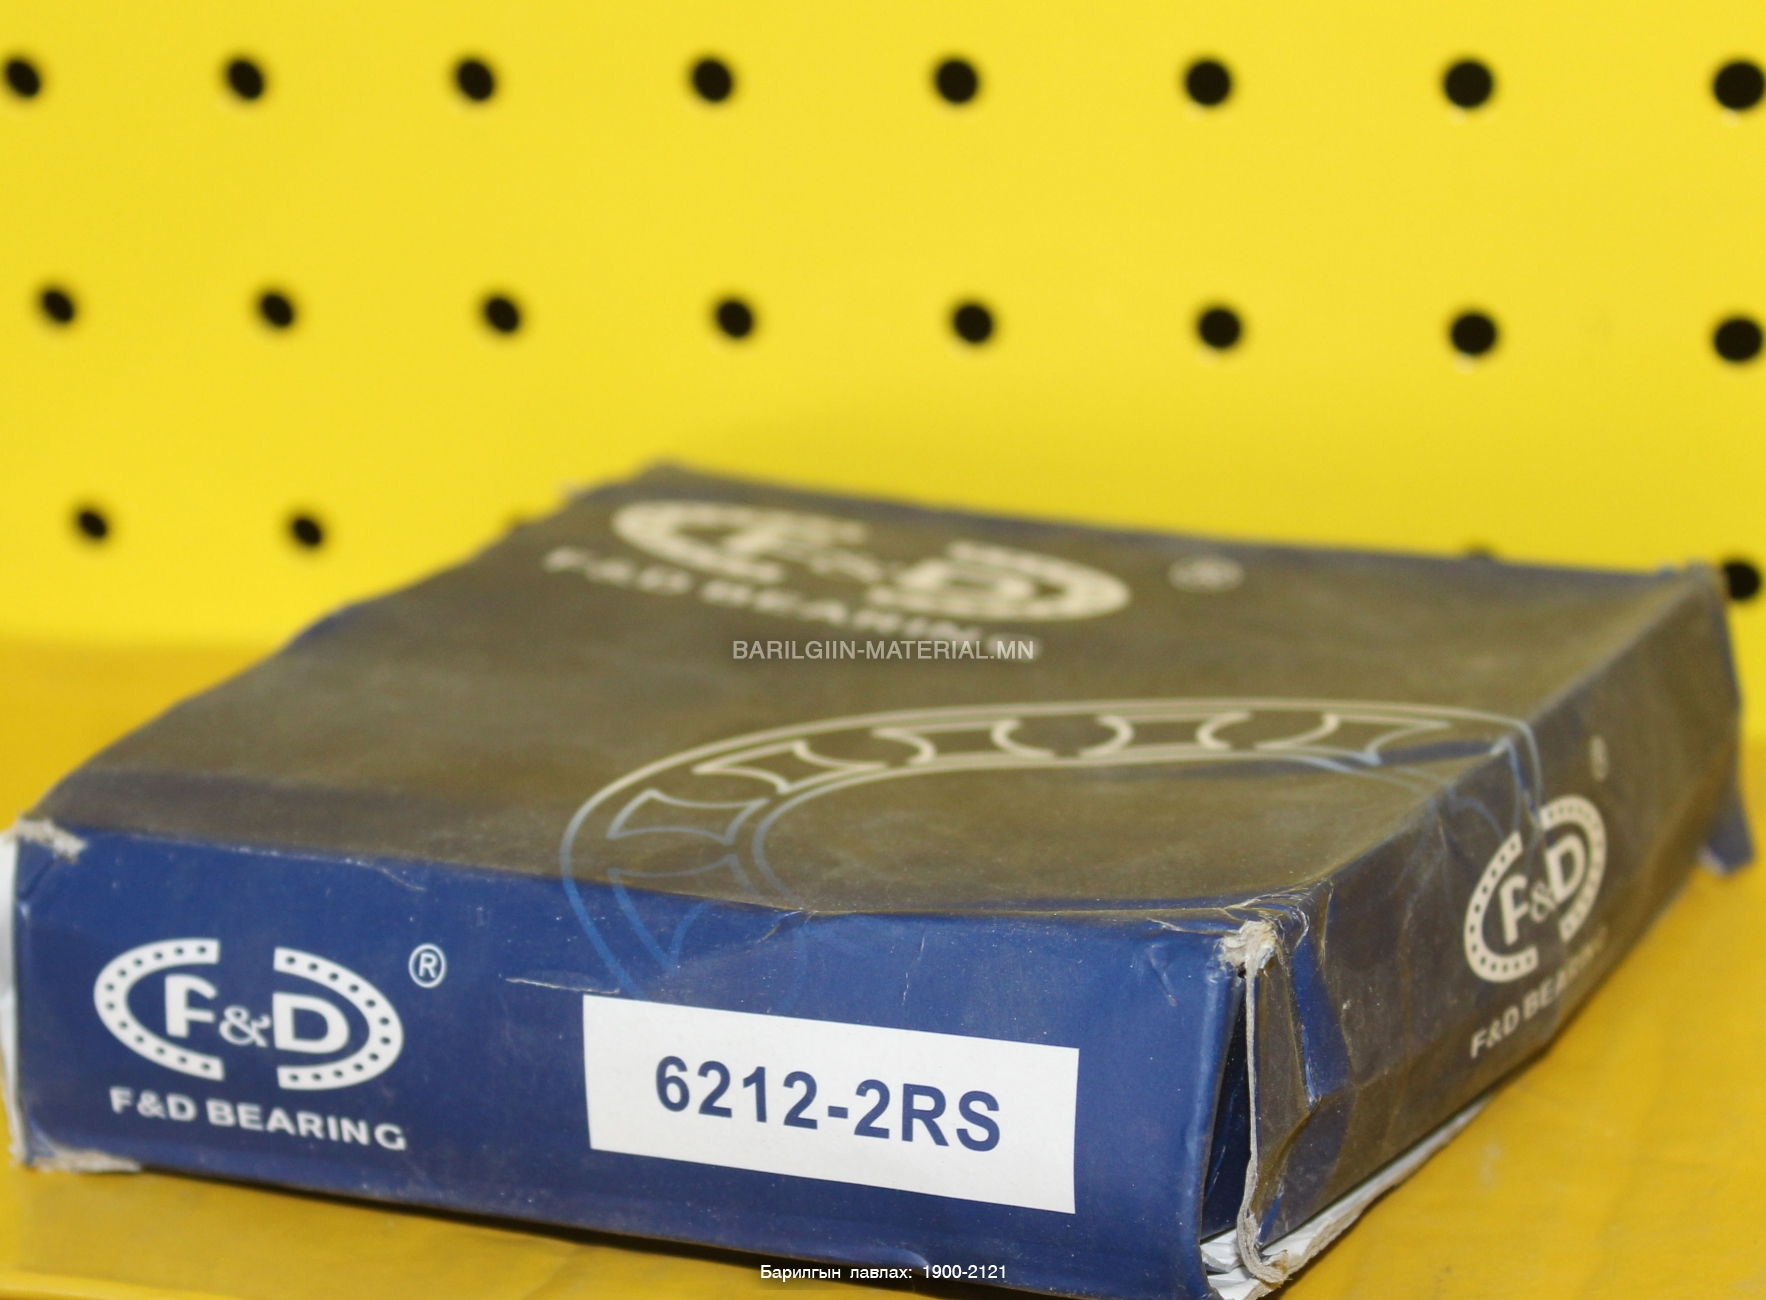 F&D
®
F&D BEARING
BARILGIIN-MATERIAL.MN
®
F&D
F&D BEARING
F&D
®
F&D BEARING
6212-2RS
Барилгын лавлах: 1900-2121